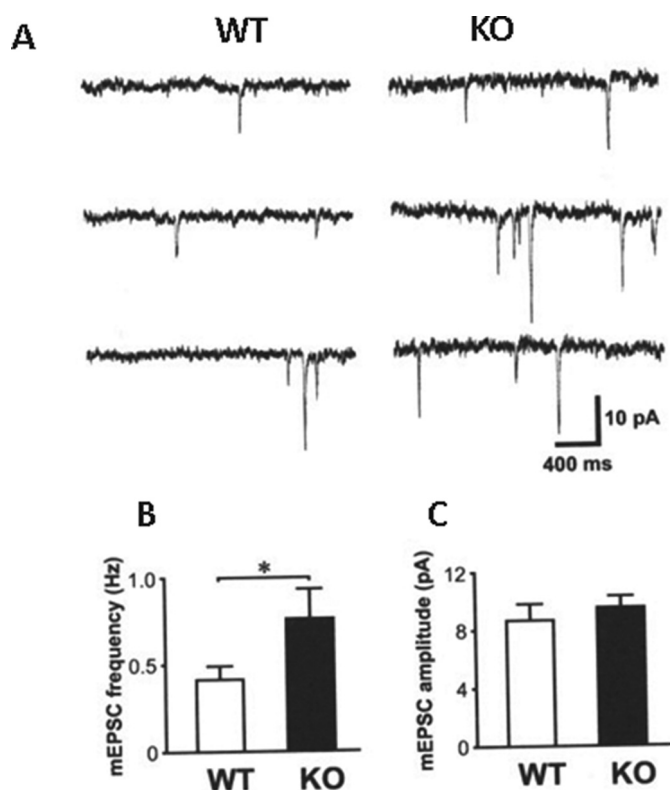 A
WT
KO
10 pA
400 ms
B
C
mEPSC frequency (Hz)
1.0
0.5
0
*
WT
KO
mEPSC amplitude (pA)
12
8
4
0
WT
KO